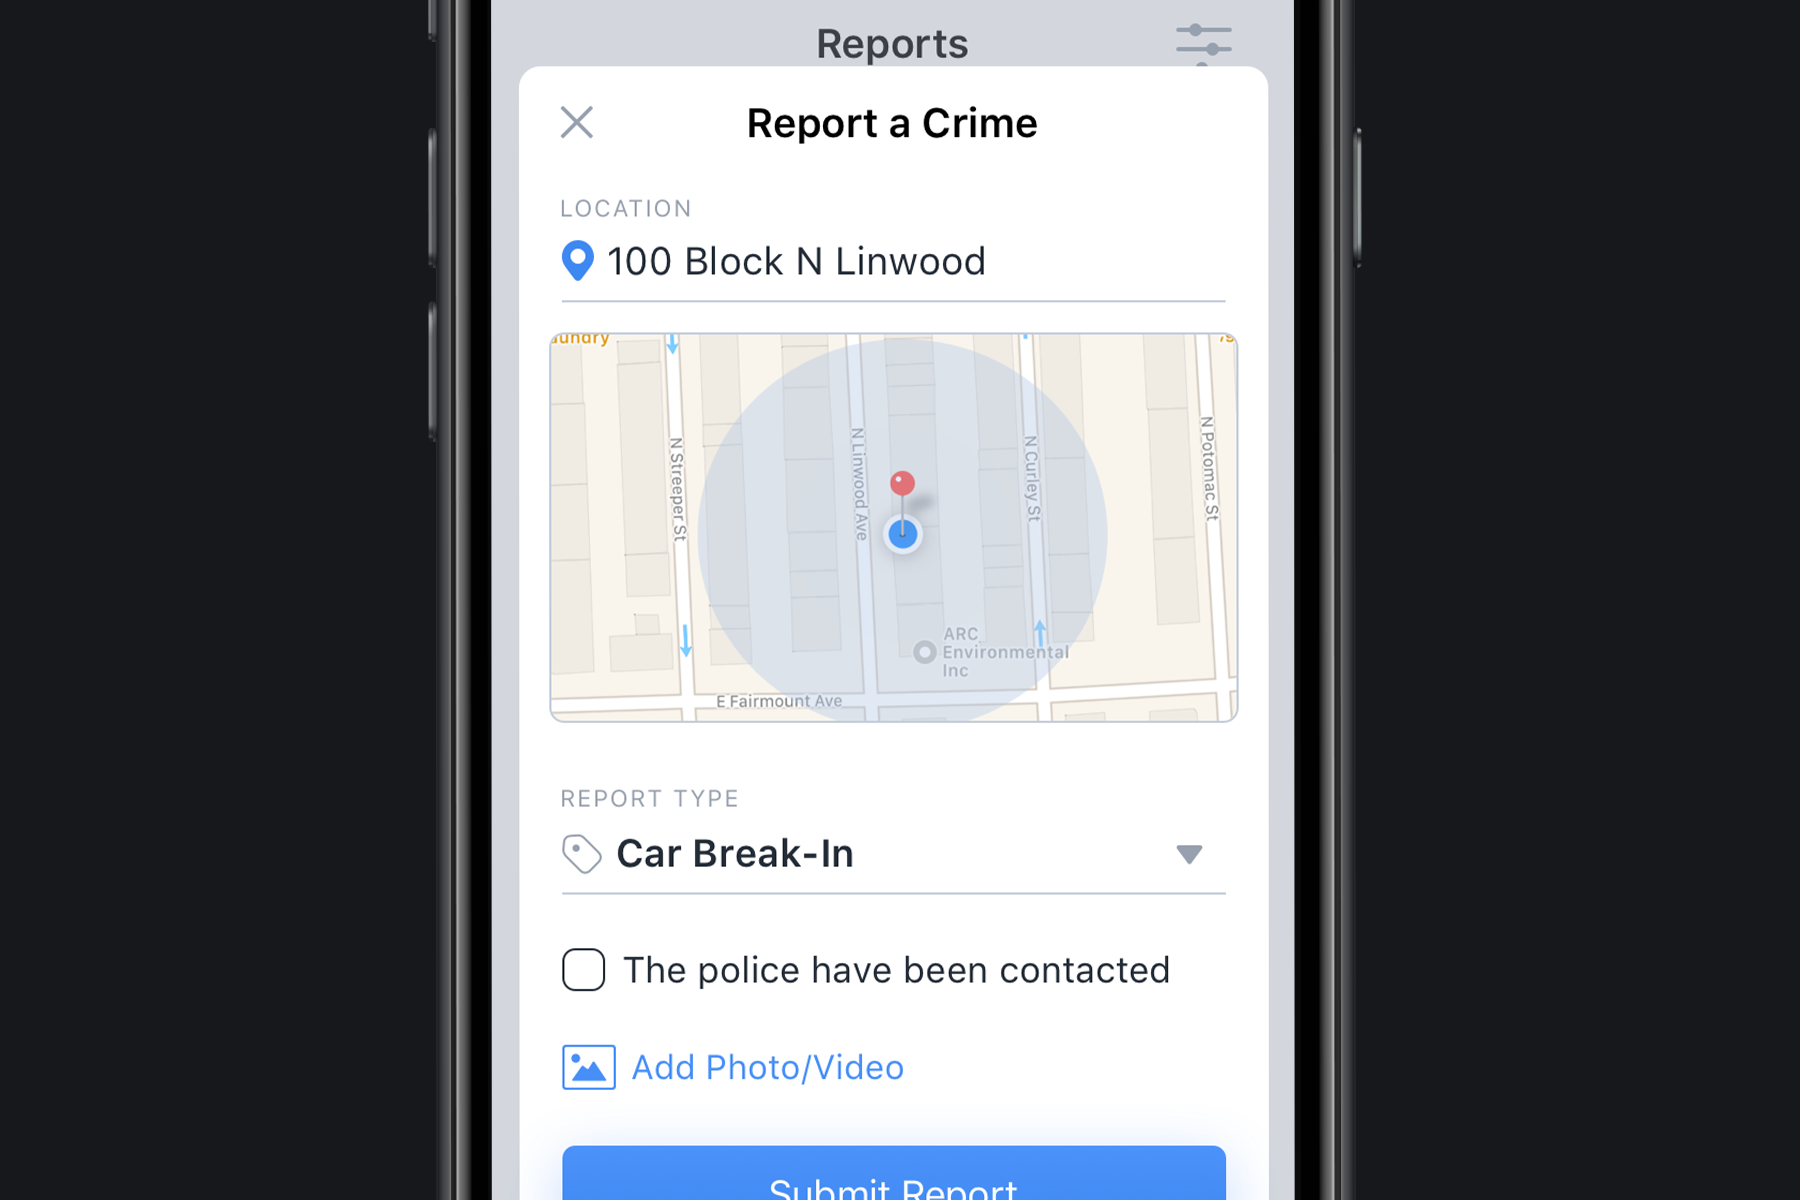 Reports
Report a Crime
LOCATION
100 Block N Linwood
N Streeper St
N Linwood Ave
N Curley St
N Potomac St
ARC
Environmental
Inc
E Fairmount Ave
REPORT TYPE
Car Break-In
The police have been contacted
Add Photo/Video
Submit Report